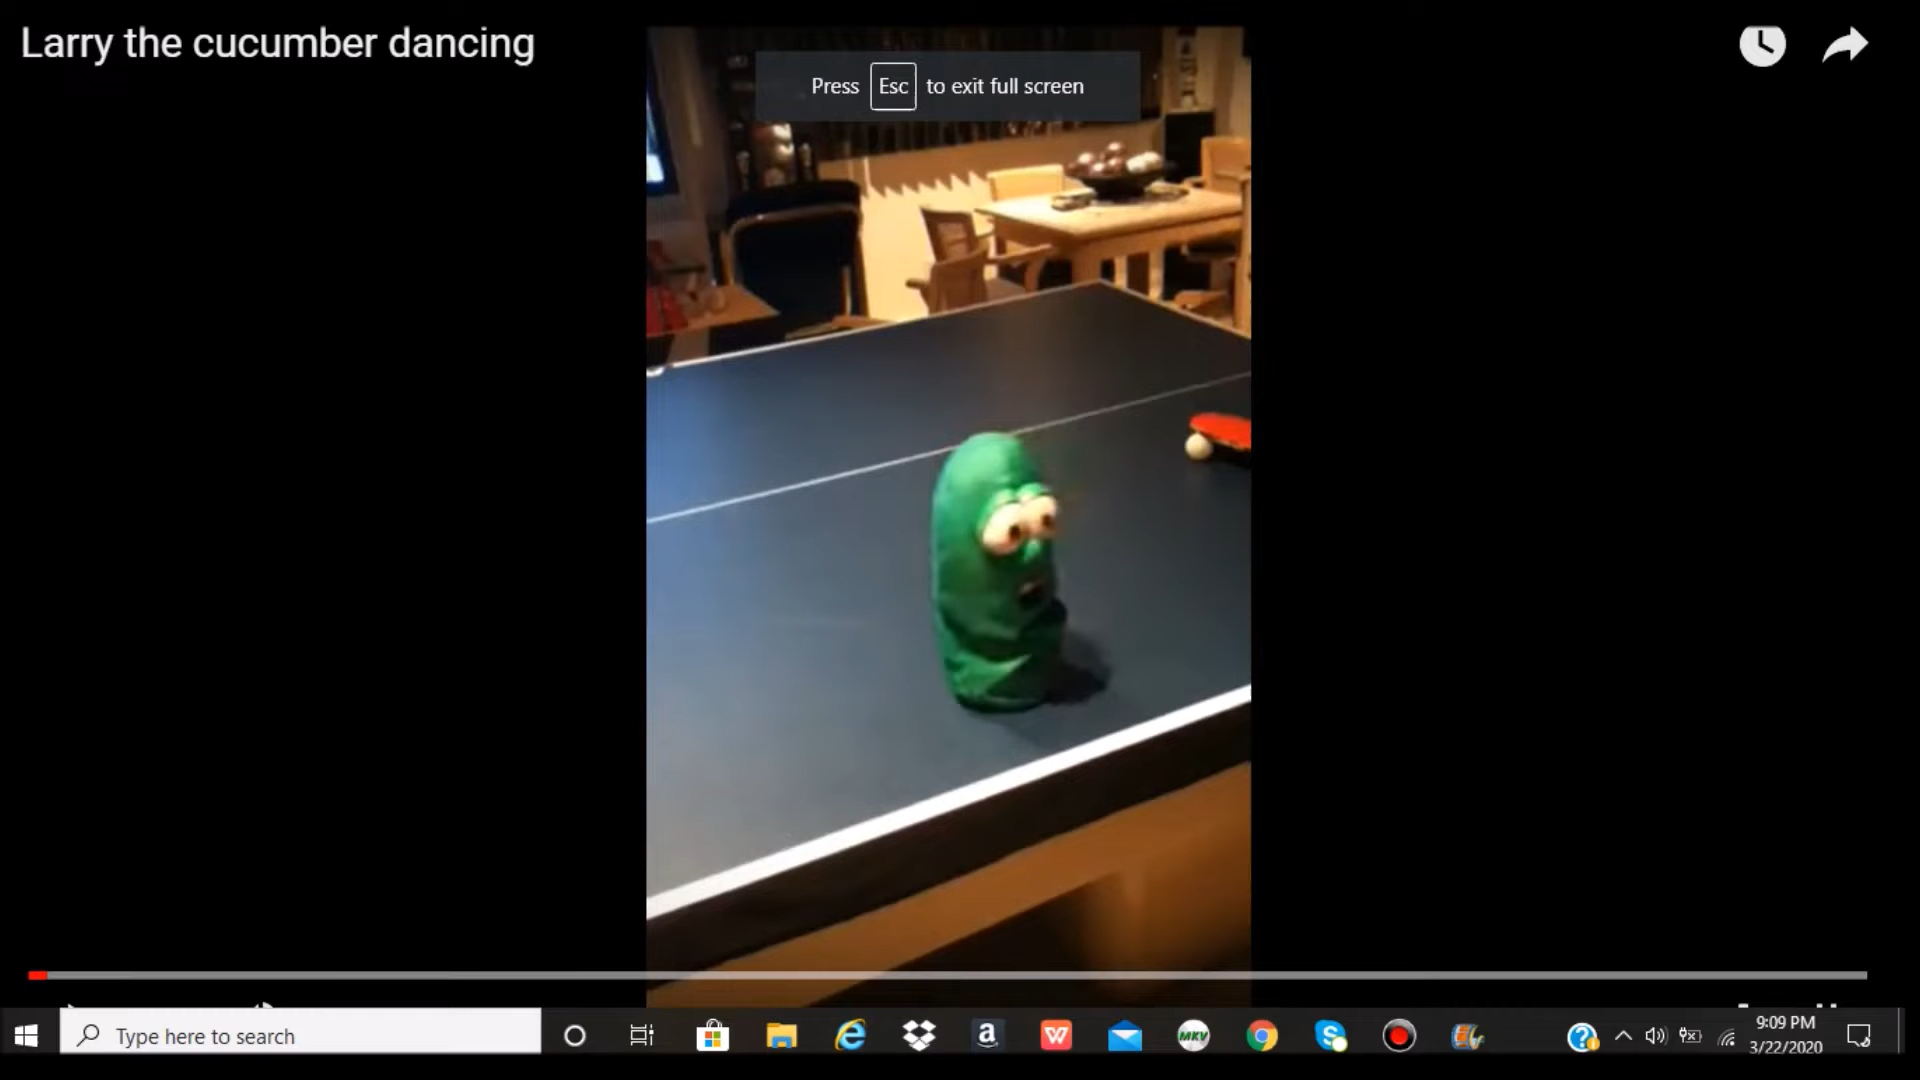 Larry the cucumber dancing
Press Esc to exit full screen
Type here to search
a
W
MKV
9:09 PM
3/22/2020